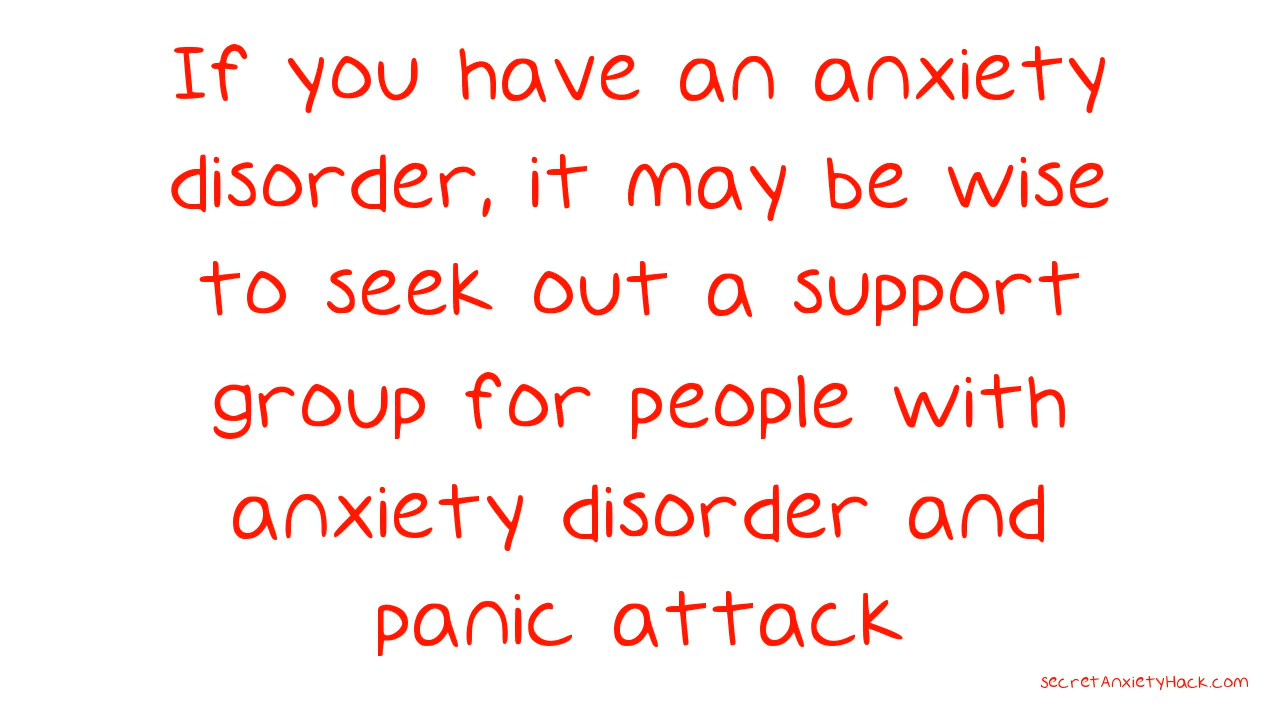 If you have an anxiety
disorder, it may be wise
to seek out a support
group for people with
anxiety disorder and
panic attack
secretAnxietyHack.com